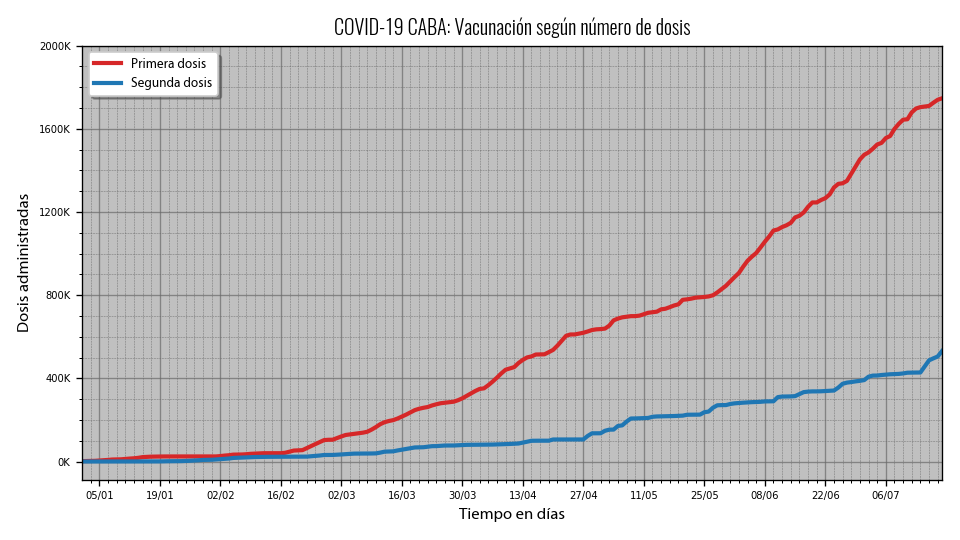 COVID-19 CABA: Vacunación según número de dosis
Primera dosis
Segunda dosis
Dosis administradas
2000K
1600K
1200K
800K
400K
0K
05/01 19/01 02/02 16/02 02/03 16/03 30/03 13/04 27/04 11/05 25/05 08/06 22/06 06/07
Tiempo en días